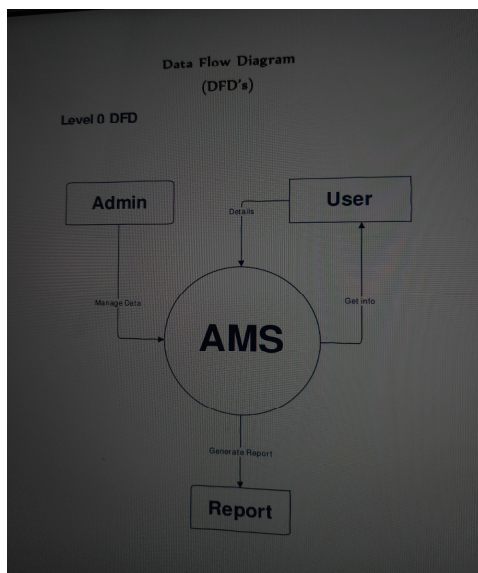 Data Flow Diagram
(DFD's)
Level 0 DFD
Admin
User
Details
Manage Data
Get info
AMS
Generate Report
Report